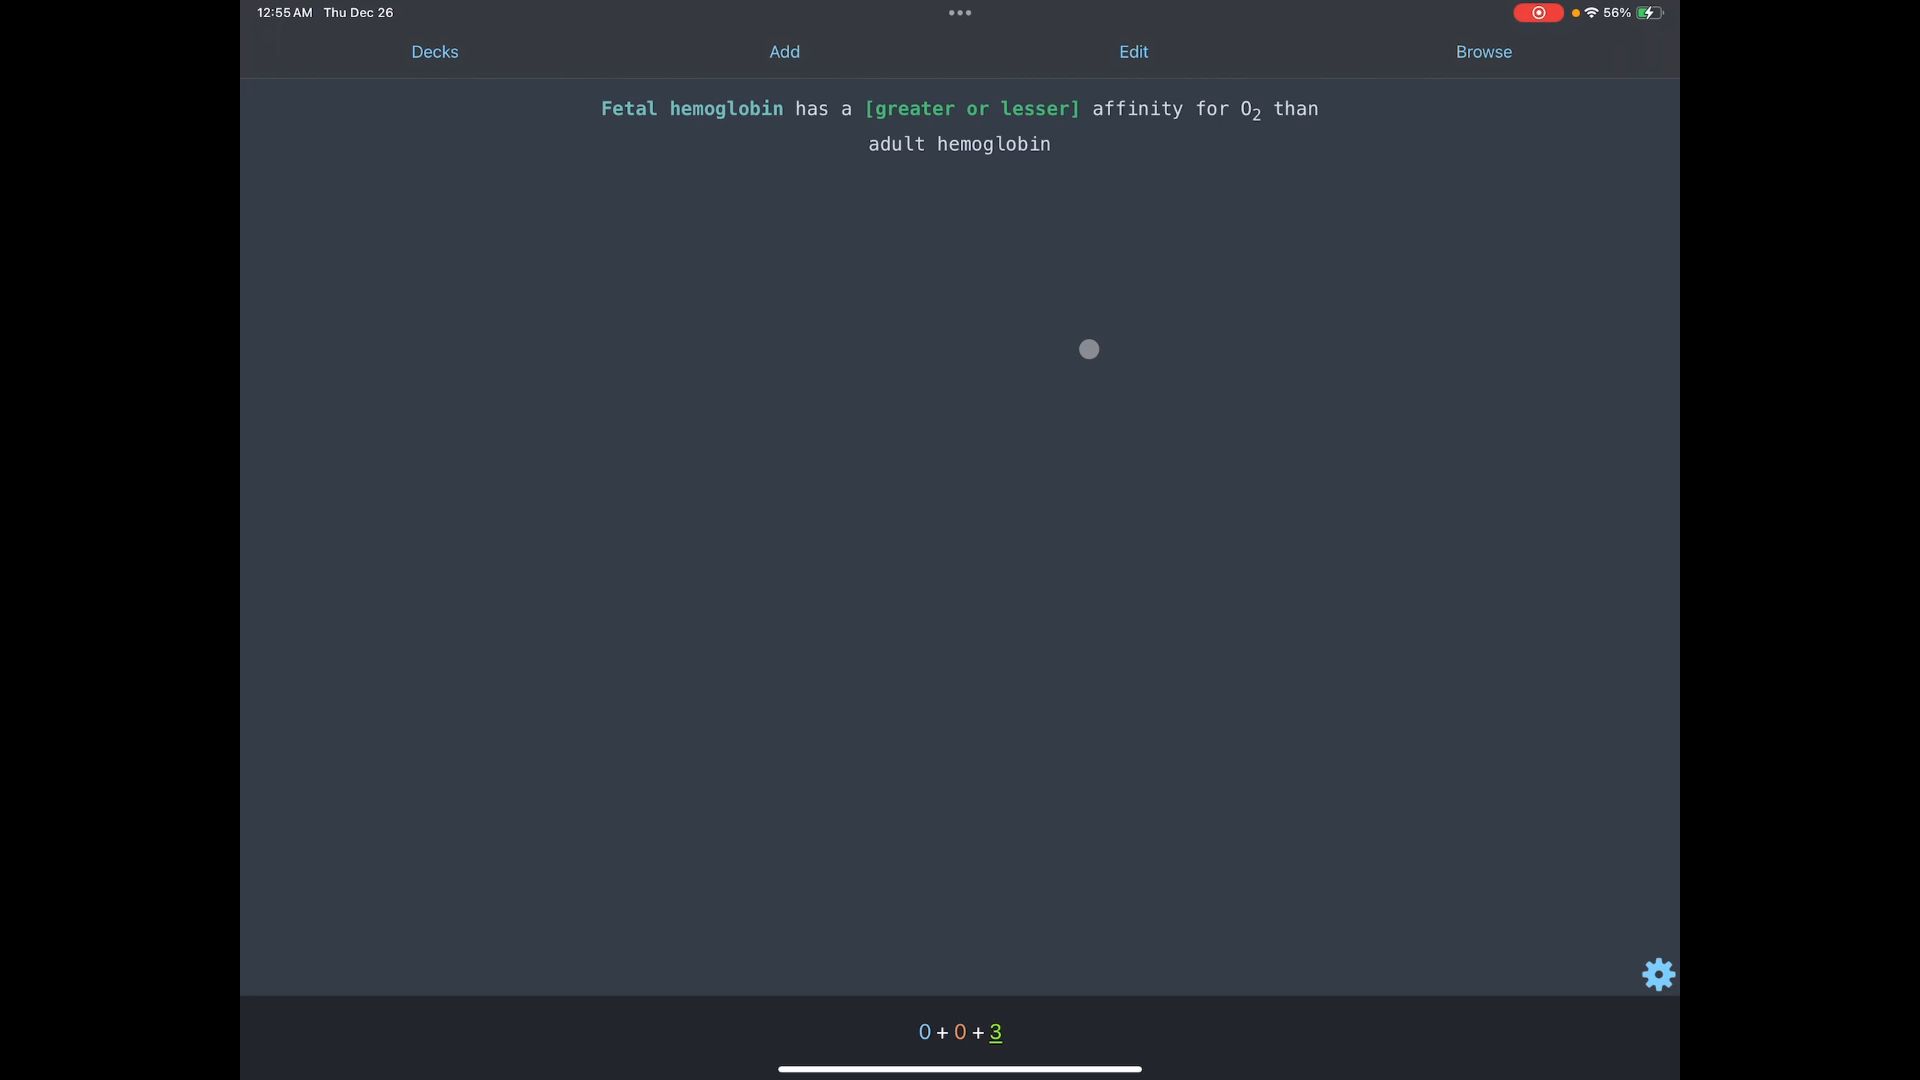 12:55 AM Thu Dec 26
56%
Decks Add Edit Browse
Fetal hemoglobin has a [greater or lesser] affinity for O₂ than
adult hemoglobin
0 + 0 + 3